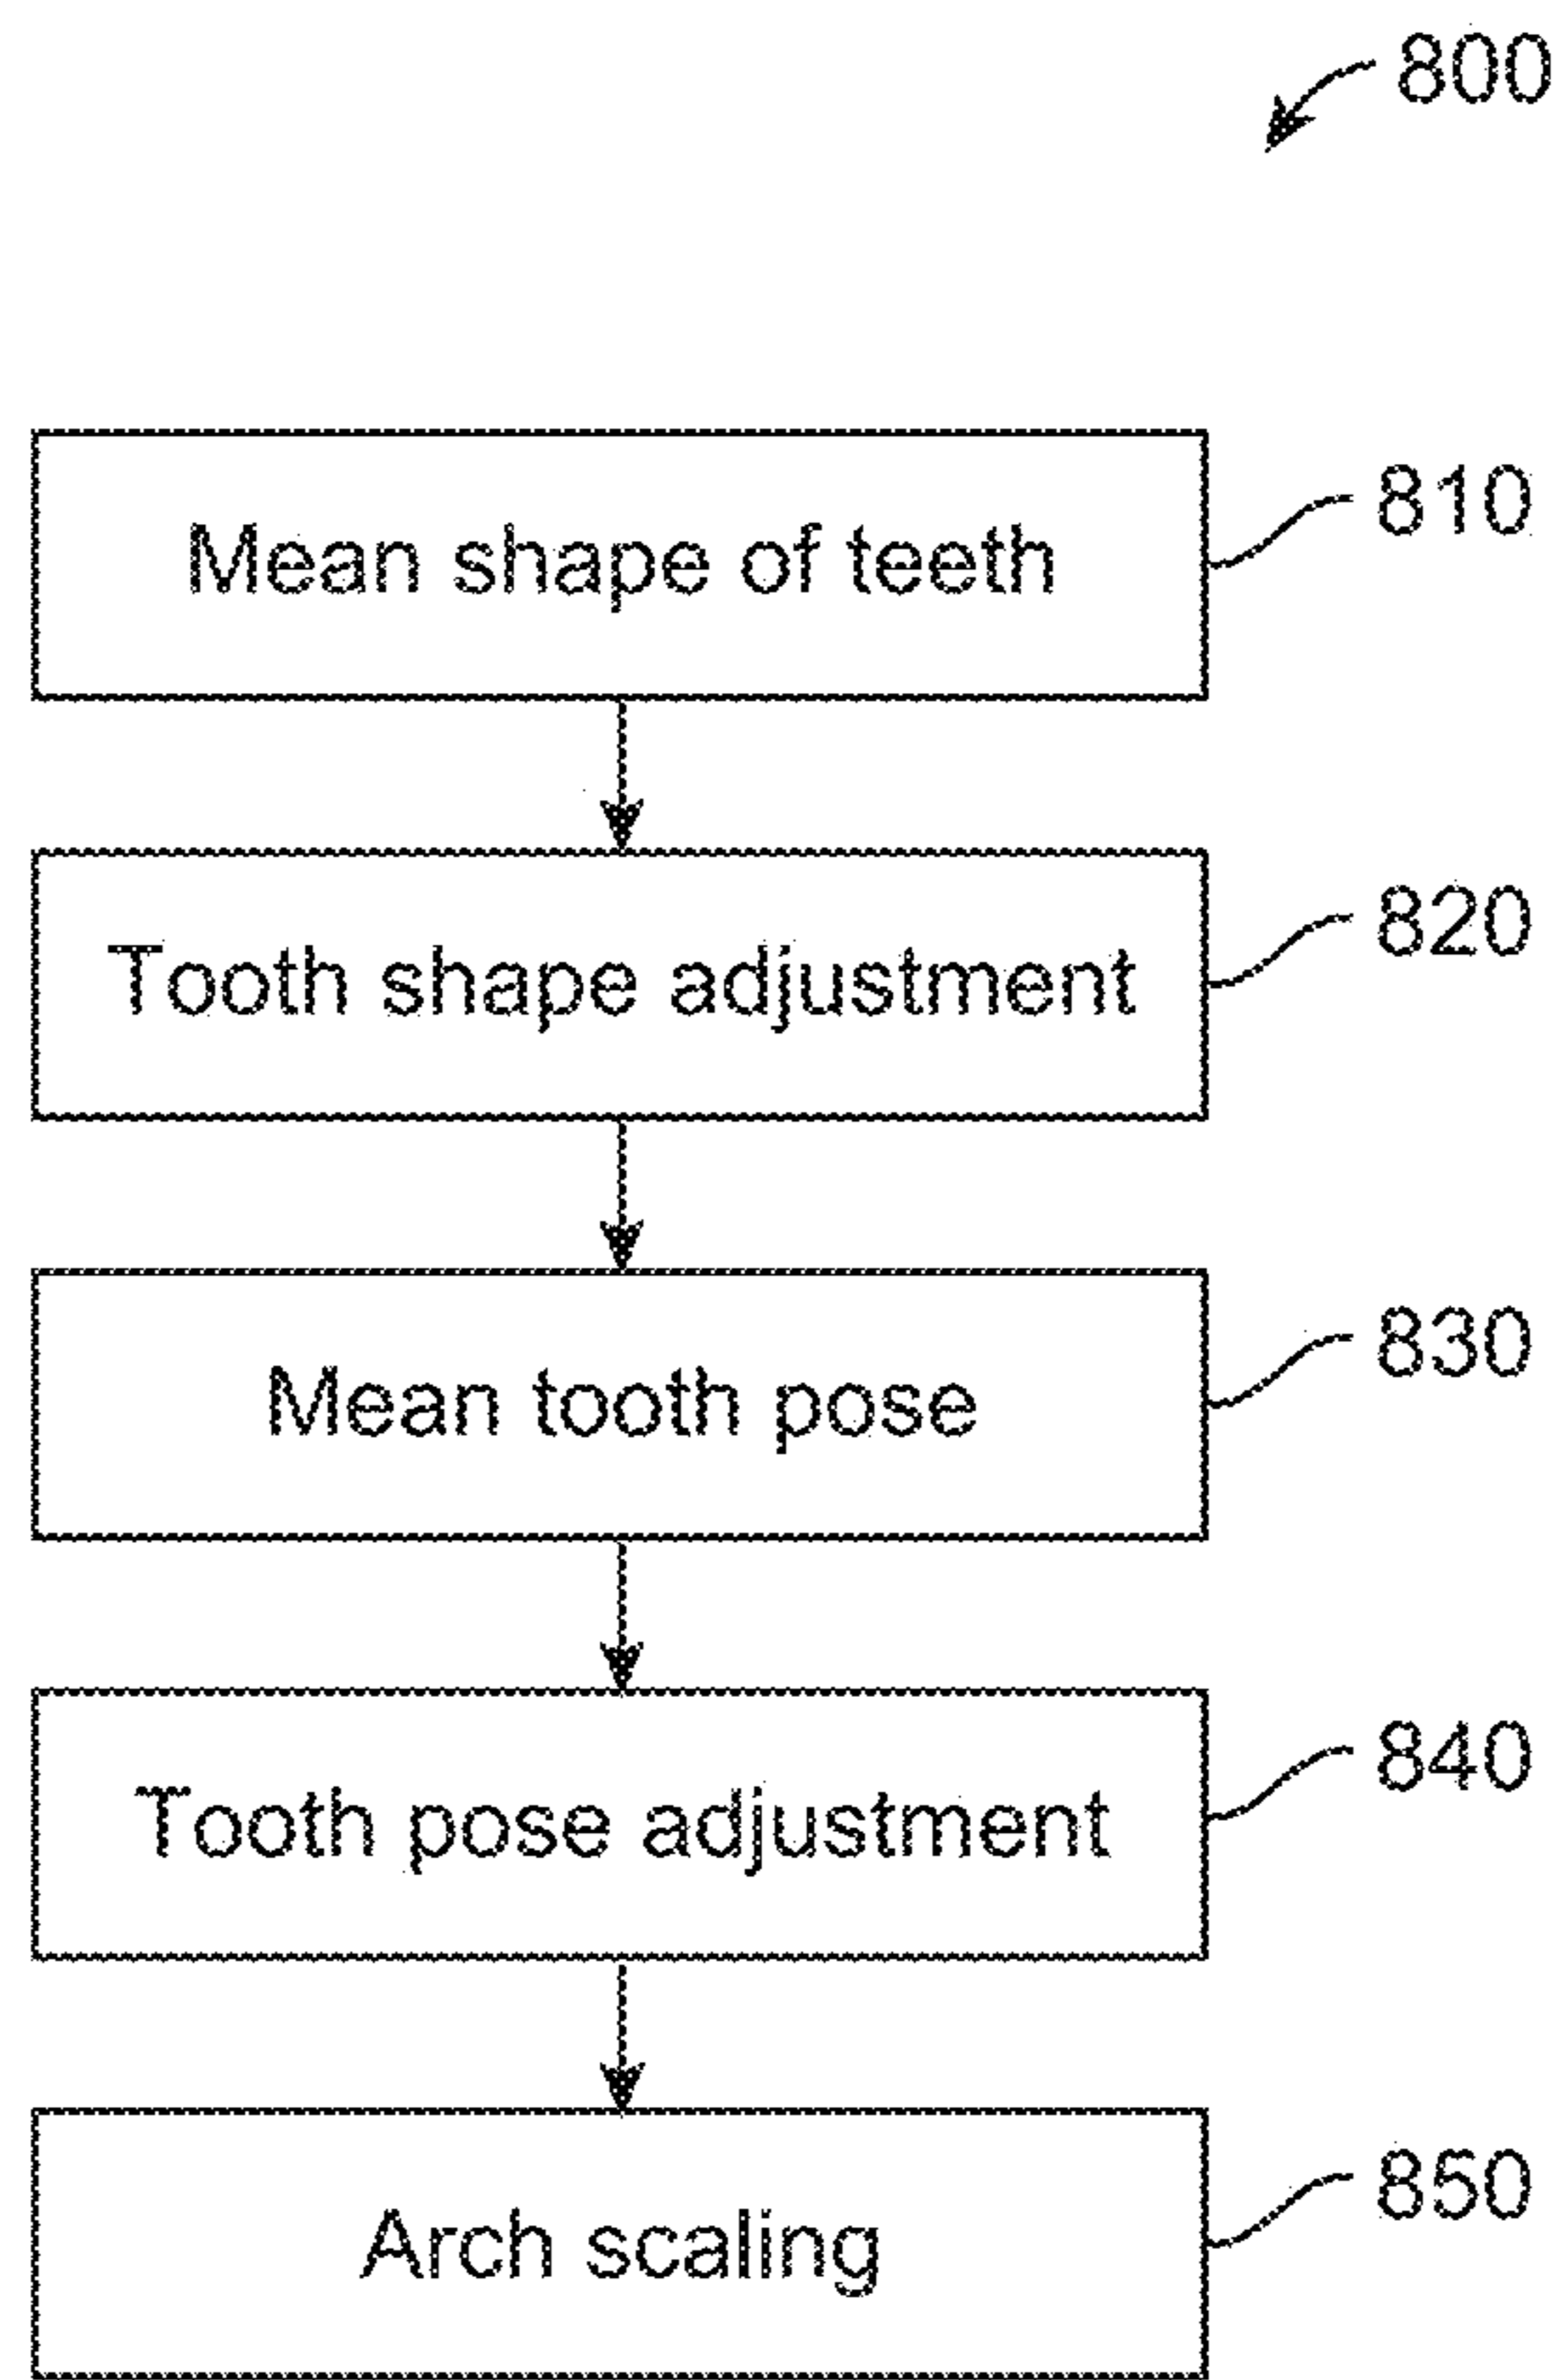 800
Mean shape of teeth
810
Tooth shape adjustment
820
Mean tooth pose
830
Tooth pose adjustment
840
Arch scaling
850